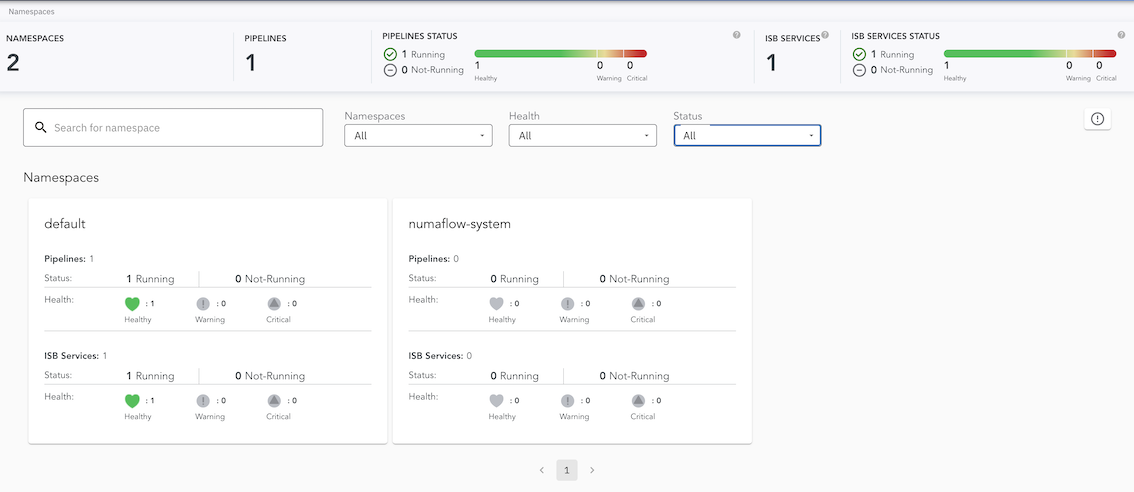 Namespaces
NAMESPACES
2
PIPELINES
1
PIPELINES STATUS
1 Running
0 Not-Running
1 0 0
Healthy Warning Critical
ISB SERVICES
1
ISB SERVICES STATUS
1 Running
0 Not-Running
1 0 0
Healthy Warning Critical
Search for namespace
Namespaces
All
Health
All
Status
All
Namespaces
default
Pipelines: 1
Status: 1 Running 0 Not-Running
Health: : 1 : 0 : 0
Healthy Warning Critical
ISB Services: 1
Status: 1 Running 0 Not-Running
Health: : 1 : 0 : 0
Healthy Warning Critical
numaflow-system
Pipelines: 0
Status: 0 Running 0 Not-Running
Health: : 0 : 0 : 0
Healthy Warning Critical
ISB Services: 0
Status: 0 Running 0 Not-Running
Health: : 0 : 0 : 0
Healthy Warning Critical
1